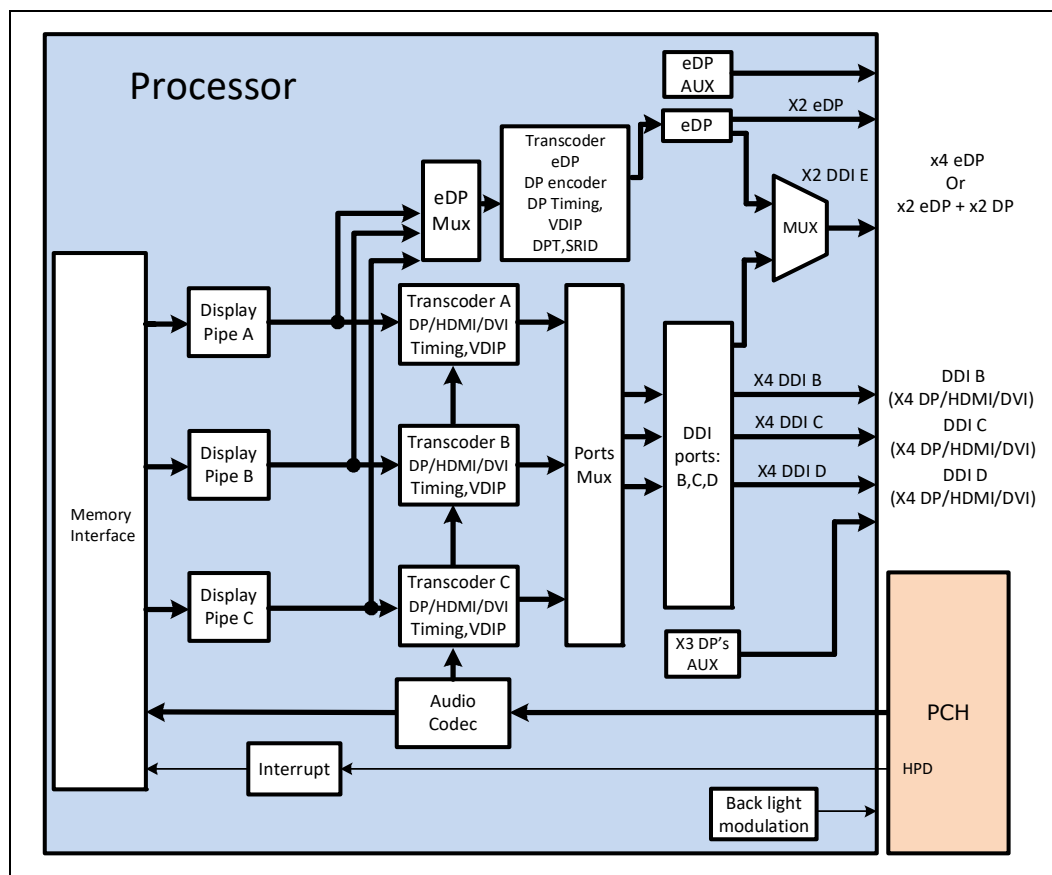 Processor
eDP
AUX
X2 eDP
eDP
Transcoder
eDP
DP encoder
DP Timing,
VDIP
DPT,SRID
eDP
Mux
X2 DDI E
MUX
x4 eDP
Or
x2 eDP + x2 DP
Memory
Interface
Display
Pipe A
Transcoder A
DP/HDMI/DVI
Timing,VDIP
Display
Pipe B
Transcoder B
DP/HDMI/DVI
Timing,VDIP
Display
Pipe C
Transcoder C
DP/HDMI/DVI
Timing,VDIP
Ports
Mux
DDI
ports:
B,C,D
X4 DDI B
X4 DDI C
X4 DDI D
DDI B
(X4 DP/HDMI/DVI)
DDI C
(X4 DP/HDMI/DVI)
DDI D
(X4 DP/HDMI/DVI)
X3 DP's
AUX
Audio
Codec
PCH
Interrupt
HPD
Back light
modulation